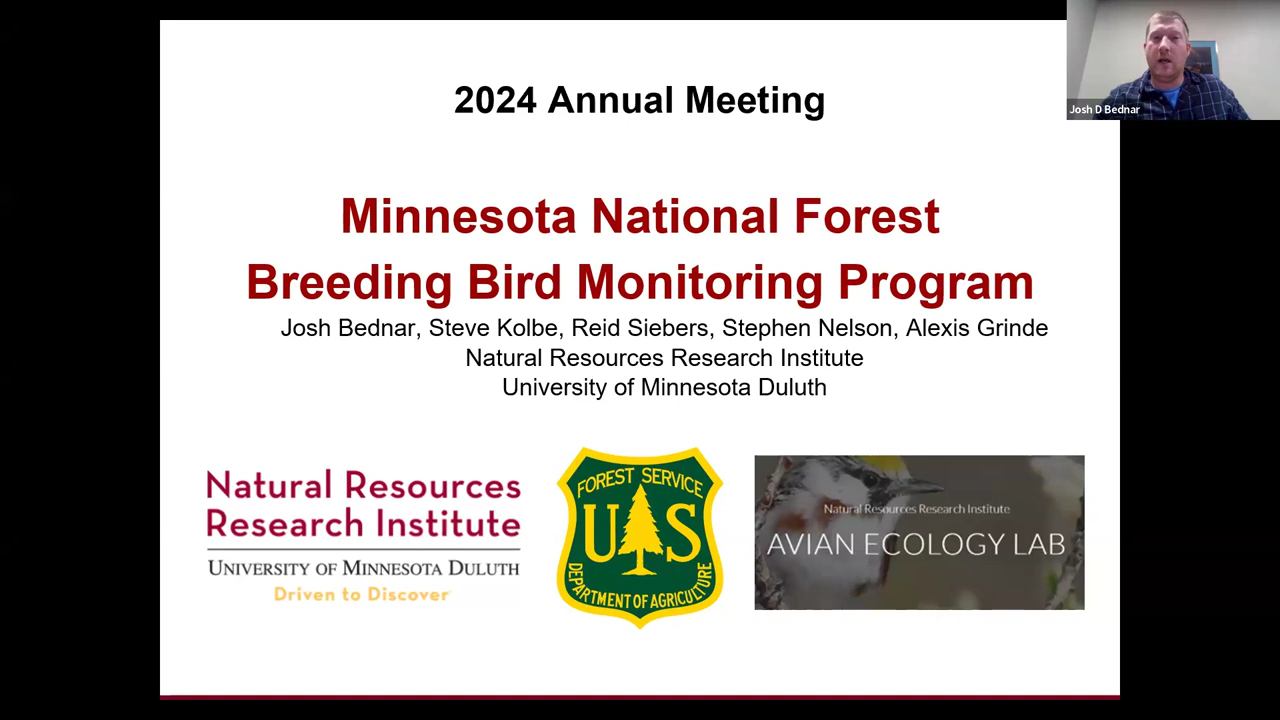 2024 Annual Meeting
Josh D Bednar
Minnesota National Forest
Breeding Bird Monitoring Program
Josh Bednar, Steve Kolbe, Reid Siebers, Stephen Nelson, Alexis Grinde
Natural Resources Research Institute
University of Minnesota Duluth
Natural Resources
Research Institute
UNIVERSITY OF MINNESOTA DULUTH
Driven to Discover
FOREST SERVICE
U S
DEPARTMENT OF AGRICULTURE
Natural Resources Research Institute
AVIAN ECOLOGY LAB